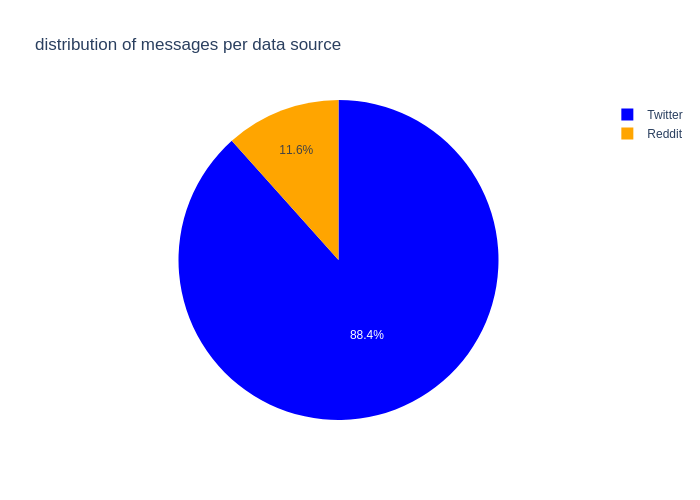 distribution of messages per data source
Twitter
Reddit
11.6%
88.4%